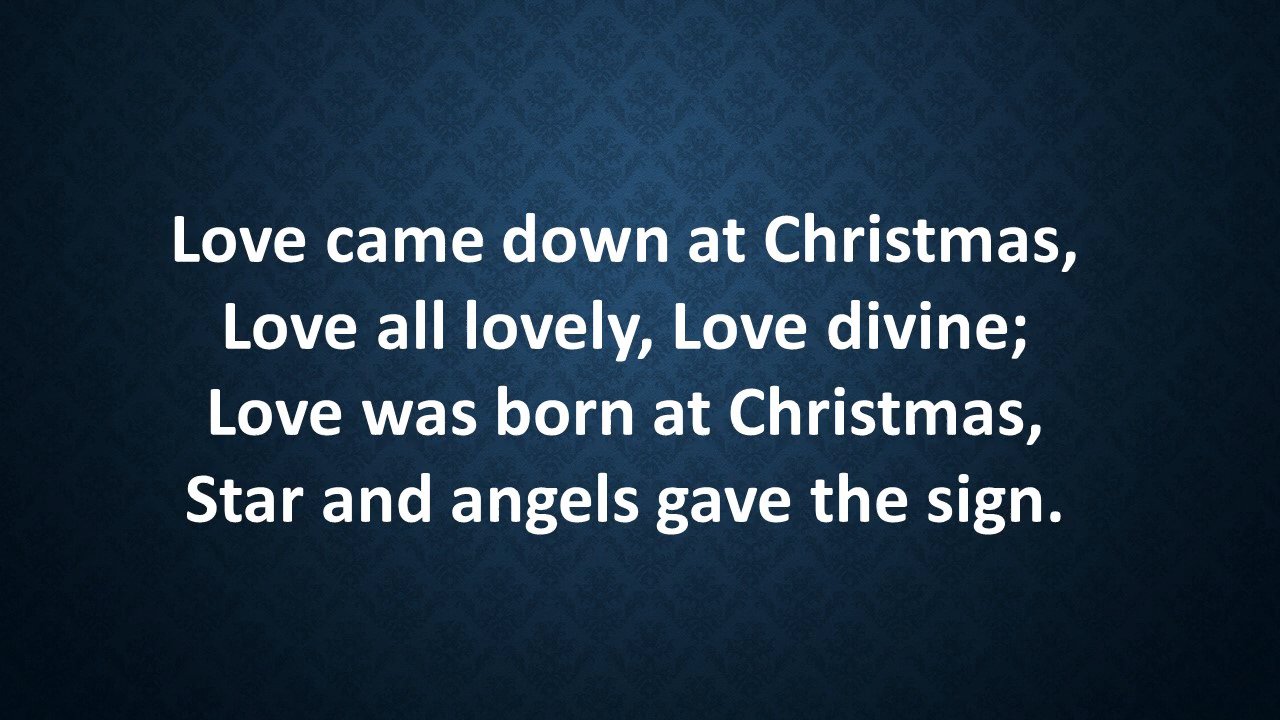 Love came down at Christmas,
Love all lovely, Love divine;
Love was born at Christmas,
Star and angels gave the sign.